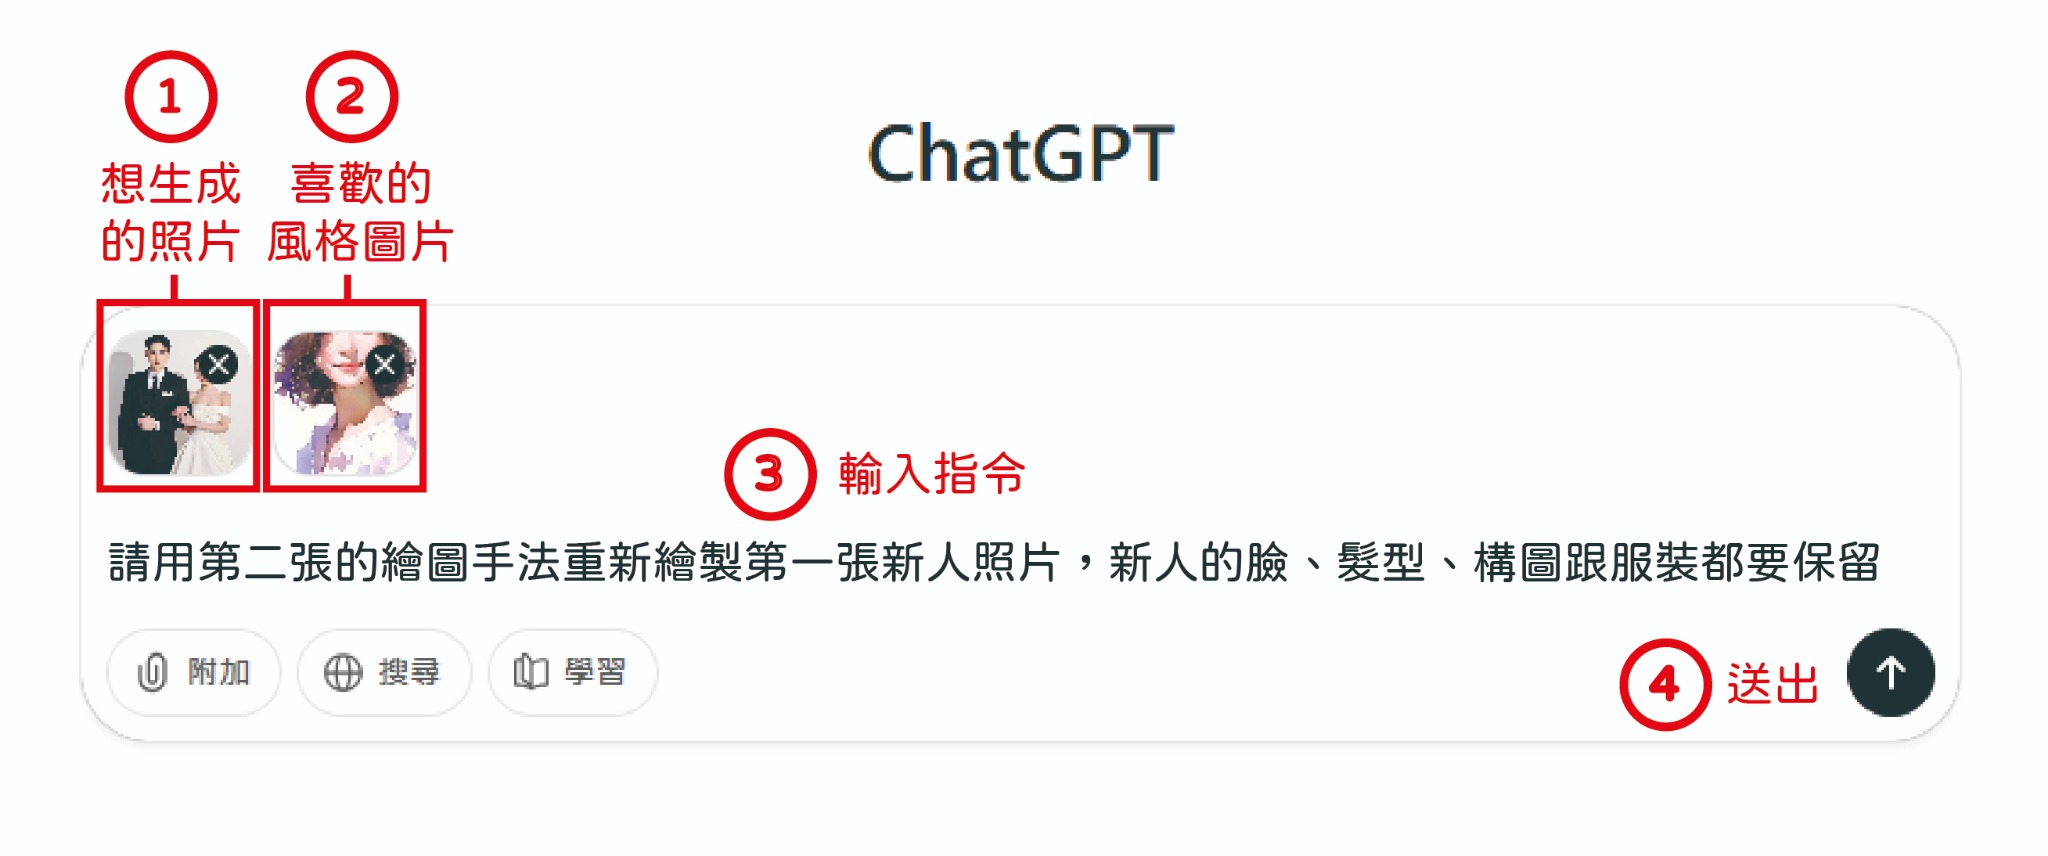 1
想生成
的照片
2
喜歡的
風格圖片
ChatGPT
3 輸入指令
請用第二張的繪圖手法重新繪製第一張新人照片，新人的臉、髮型、構圖跟服裝都要保留
附加
搜尋
學習
4 送出